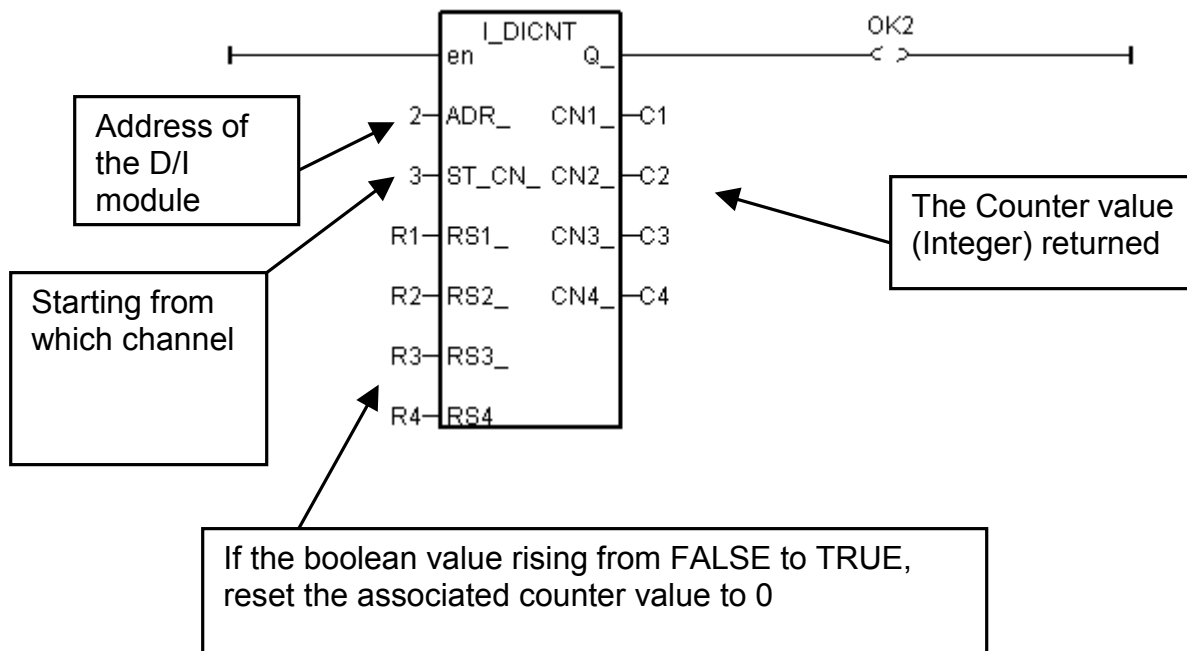 I_DICNT
OK2
en Q_
2 ADR_ CN1_ C1
3 ST_CN_ CN2_ C2
R1 RS1_ CN3_ C3
R2 RS2_ CN4_ C4
R3 RS3_
R4 RS4
Address of
the D/I
module
Starting from
which channel
The Counter value
(Integer) returned
If the boolean value rising from FALSE to TRUE,
reset the associated counter value to 0